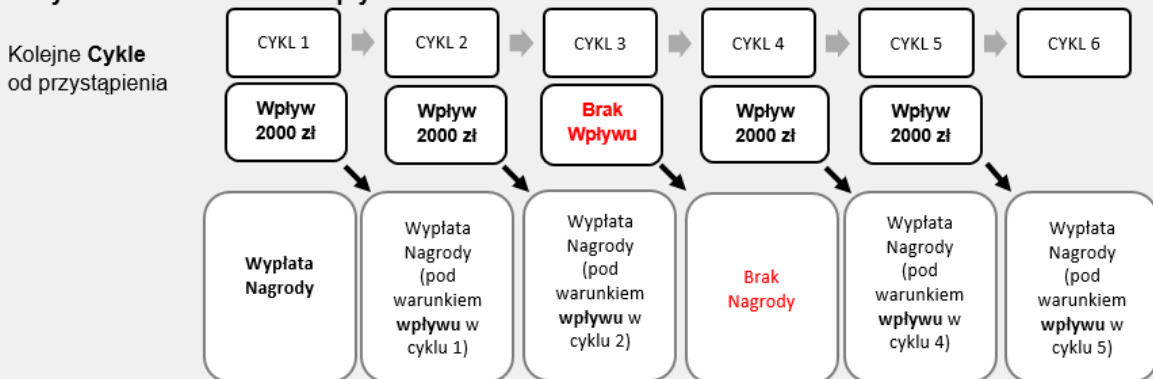 Kolejne Cykle
od przystąpienia
CYKL 1
CYKL 2
CYKL 3
CYKL 4
CYKL 5
CYKL 6
Wpływ
2000 zł
Wpływ
2000 zł
Brak
Wpływu
Wpływ
2000 zł
Wpływ
2000 zł
Wypłata
Nagrody
Wypłata
Nagrody
(pod
warunkiem
wpływu w
cyklu 1)
Wypłata
Nagrody
(pod
warunkiem
wpływu w
cyklu 2)
Brak
Nagrody
Wypłata
Nagrody
(pod
warunkiem
wpływu w
cyklu 4)
Wypłata
Nagrody
(pod
warunkiem
wpływu w
cyklu 5)